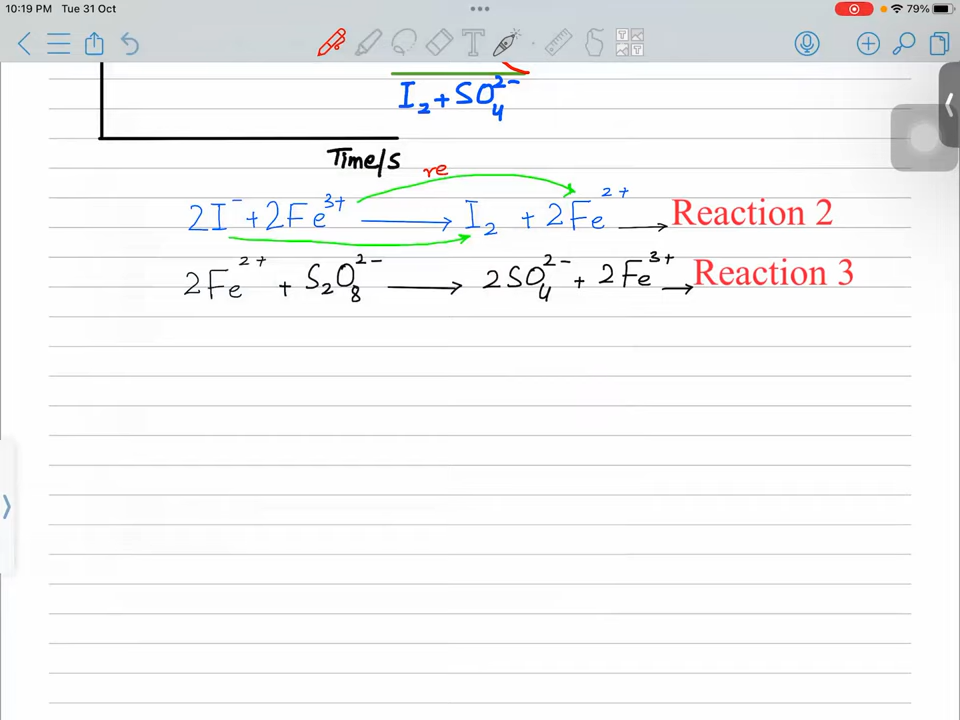 10:19 PM Tue 31 Oct
79%
I₂ + SO₄²⁻
Time/s
re
2I⁻ + 2Fe³⁺ ⟶ I₂ + 2Fe²⁺ → Reaction 2
2Fe²⁺ + S₂O₈²⁻ ⟶ 2SO₄²⁻ + 2Fe³⁺ → Reaction 3